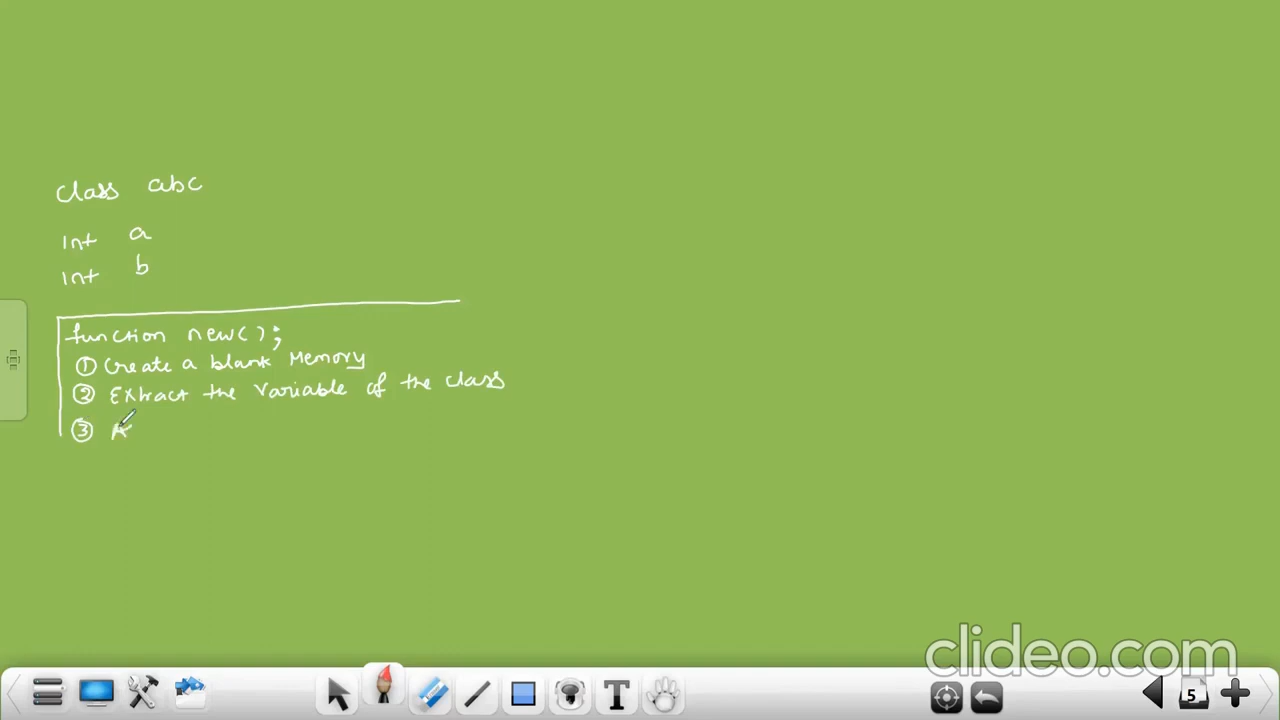 class abc
int a
int b
function new();
① Create a blank Memory
② Extract the variable of the class
③ A
clideo.com
T
5